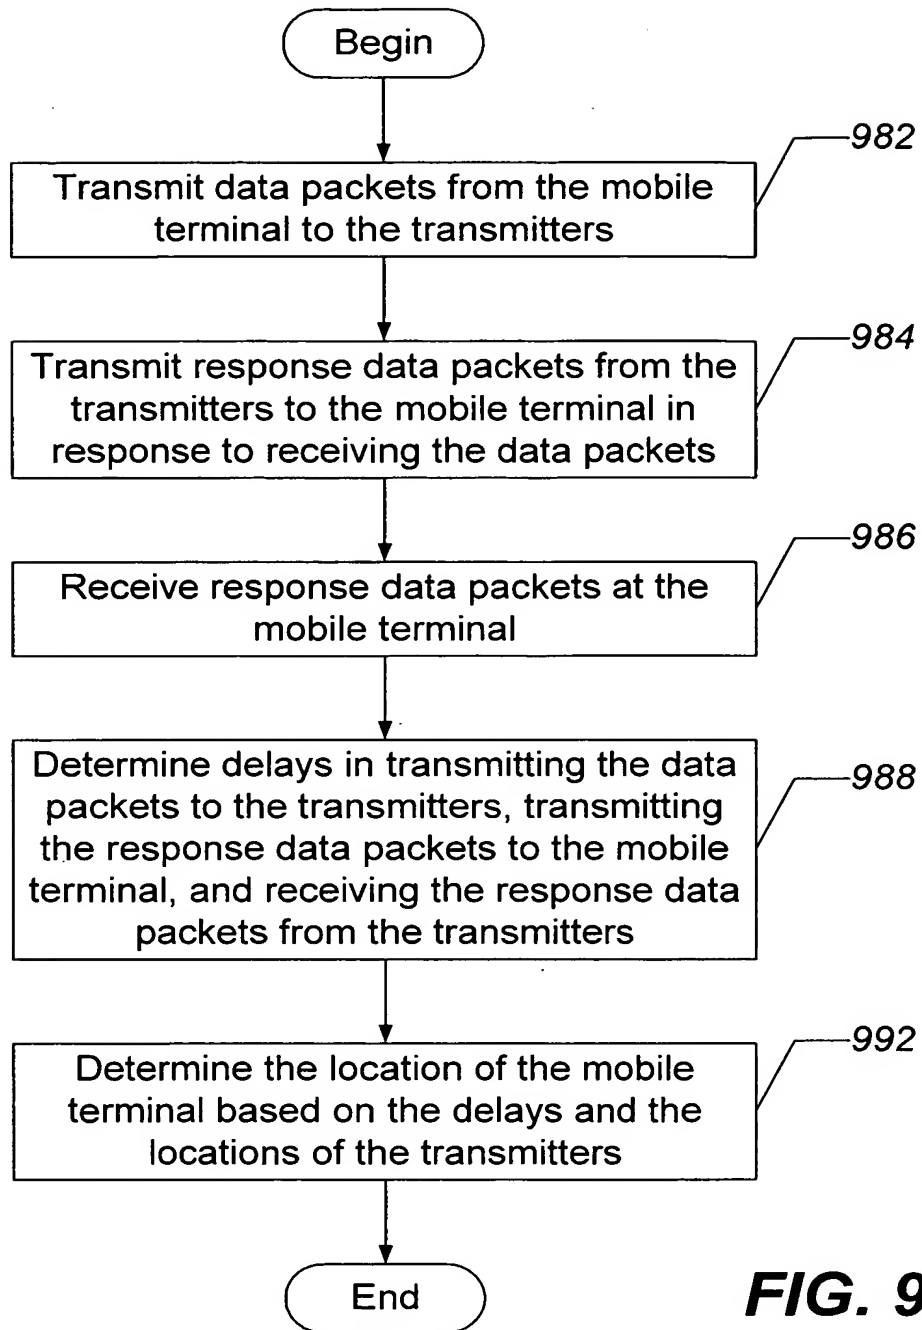 Begin
982
Transmit data packets from the mobile
terminal to the transmitters
984
Transmit response data packets from the
transmitters to the mobile terminal in
response to receiving the data packets
986
Receive response data packets at the
mobile terminal
988
Determine delays in transmitting the data
packets to the transmitters, transmitting
the response data packets to the mobile
terminal, and receiving the response data
packets from the transmitters
992
Determine the location of the mobile
terminal based on the delays and the
locations of the transmitters
End
FIG. 9